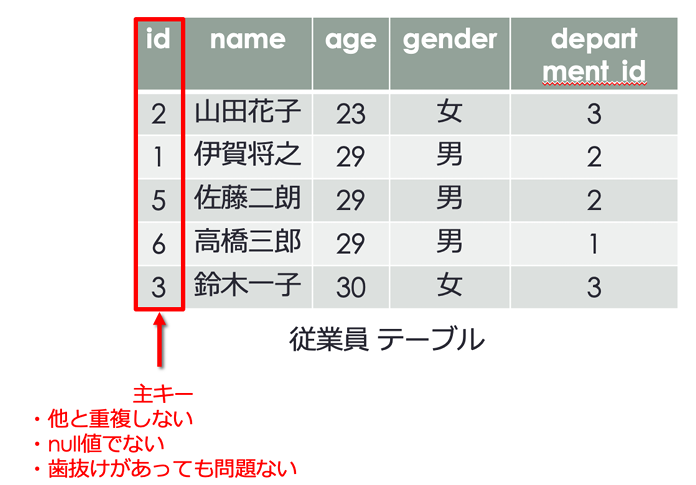 id name age gender depart
ment_id
2 山田花子 23 女 3
1 伊賀将之 29 男 2
5 佐藤二朗 29 男 2
6 高橋三郎 29 男 1
3 鈴木一子 30 女 3
従業員 テーブル
主キー
・他と重複しない
・null値でない
・歯抜けがあっても問題ない